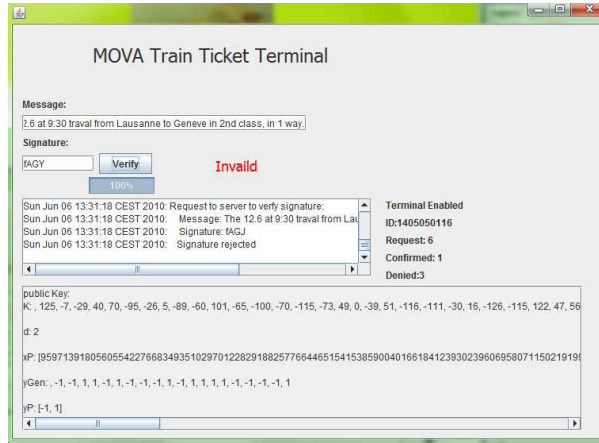 MOVA Train Ticket Terminal
Message:
2.6 at 9:30 traval from Lausanne to Geneve in 2nd class, in 1 way.
Signature:
fAGY
Verify
Invaild
100%
Sun Jun 06 13:31:18 CEST 2010: Request to server to verfy signature:
Sun Jun 06 13:31:18 CEST 2010: Message: The 12.6 at 9:30 traval from Lau
Sun Jun 06 13:31:18 CEST 2010: Signature: fAGJ
Sun Jun 06 13:31:18 CEST 2010: Signature rejected
Terminal Enabled
ID:1405050116
Request: 6
Confirmed: 1
Denied:3
public Key:
K: , 125, -7, -29, 40, 70, -95, -26, 5, -89, -60, 101, -65, -100, -70, -115, -73, 49, 0, -39, 51, -116, -111, -30, 16, -126, -115, 122, 47, 56
d: 2
xP: [959713918056055422766834935102970122829188257766446515415385900401661841239302396069580711502191
yGen: , -1, -1, 1, 1, -1, 1, -1, -1, -1, 1, -1, 1, 1, 1, 1, -1, -1, -1, -1, 1
yP: [-1, 1]